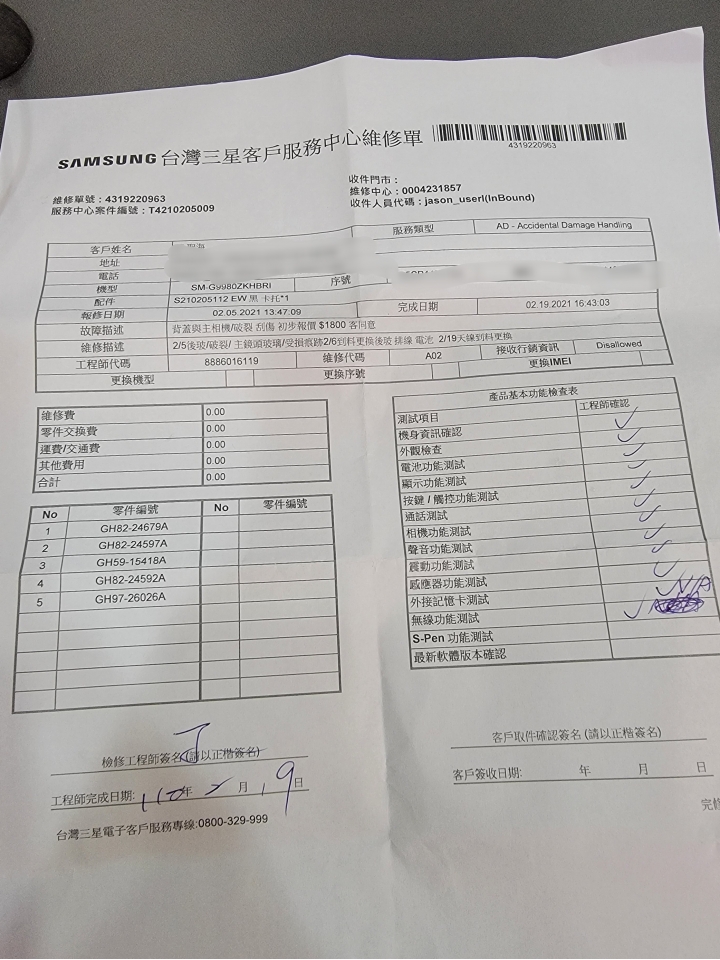 SAMSUNG 台灣三星客戶服務中心維修單
4319220963
維修單號：4319220963
服務中心案件編號：T4210205009
收件門市：
維修中心：0004231857
收件人員代碼：jason_userl(InBound)
客戶姓名 服務類型 AD - Accidental Damage Handling
地址
電話
機型 SM-G9980ZKHBRI 序號
配件 S210205112 EW 黑 卡托*1
報修日期 02.05.2021 13:47:09 完成日期 02.19.2021 16:43:03
故障描述 背蓋與主相機/破裂 刮傷 初步報價 $1800 客同意
維修描述 2/5後玻/破裂/ 主鏡頭玻璃/受損痕跡2/6到料更換後玻 排線 電池 2/19天線到料更換
工程師代碼 8886016119 維修代碼 A02 接收行銷資訊 Disallowed
更換機型 更換序號 更換IMEI
維修費 0.00
零件交換費 0.00
運費/交通費 0.00
其他費用 0.00
合計 0.00
No 零件編號 No 零件編號
1 GH82-24679A
2 GH82-24597A
3 GH59-15418A
4 GH82-24592A
5 GH97-26026A
產品基本功能檢查表
測試項目 工程師確認
機身資訊確認
外觀檢查
電池功能測試
顯示功能測試
按鍵 / 觸控功能測試
通話測試
相機功能測試
聲音功能測試
震動功能測試
感應器功能測試
外接記憶卡測試 N/A
無線功能測試
S-Pen 功能測試
最新軟體版本確認
檢修工程師簽名 (請以正楷簽名)
工程師完成日期: 110年 2 月 19日
台灣三星電子客戶服務專線:0800-329-999
客戶取件確認簽名 (請以正楷簽名)
客戶簽收日期: 年 月 日